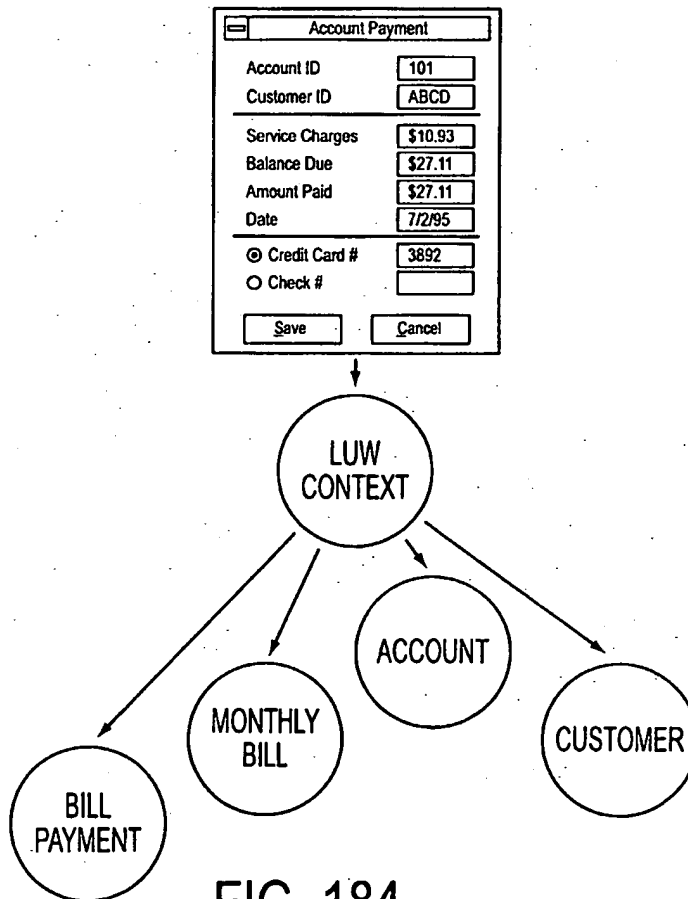 Account Payment
Account ID 101
Customer ID ABCD
Service Charges $10.93
Balance Due $27.11
Amount Paid $27.11
Date 7/2/95
Credit Card # 3892
Check #
Save Cancel
LUW
CONTEXT
ACCOUNT
MONTHLY
BILL
CUSTOMER
BILL
PAYMENT
FIG. 184